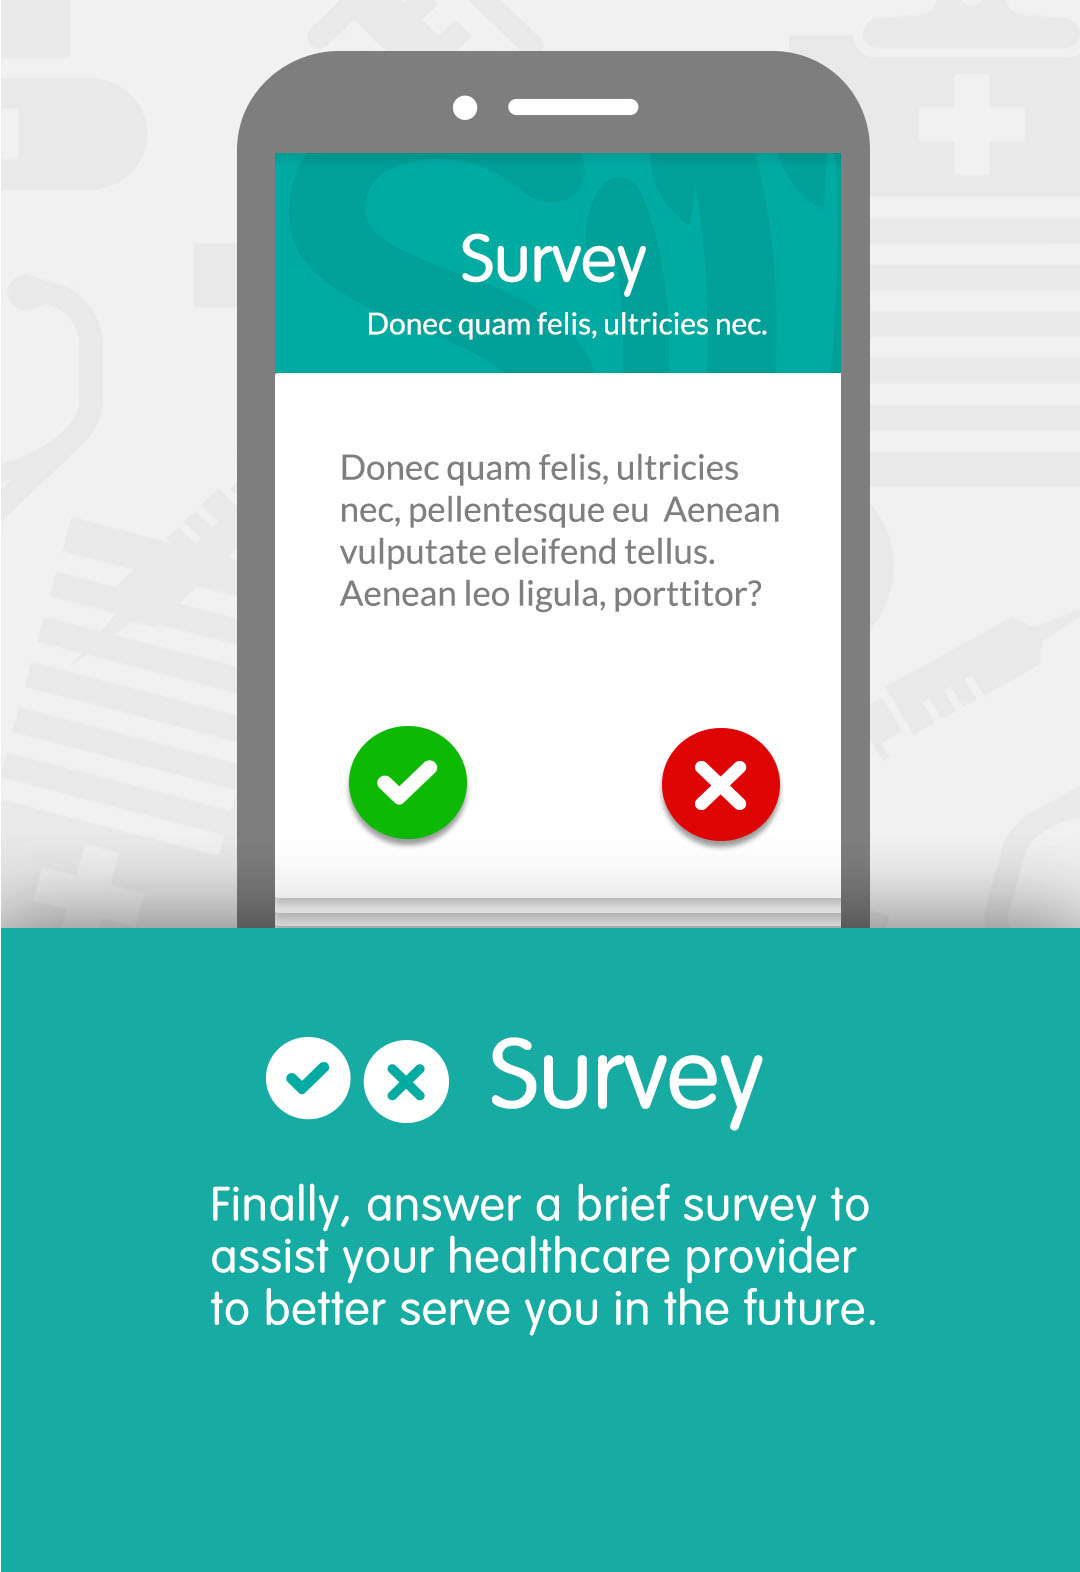 Survey
Donec quam felis, ultricies nec.
Donec quam felis, ultricies
nec, pellentesque eu  Aenean
vulputate eleifend tellus.
Aenean leo ligula, porttitor?
Survey
Finally, answer a brief survey to
assist your healthcare provider
to better serve you in the future.